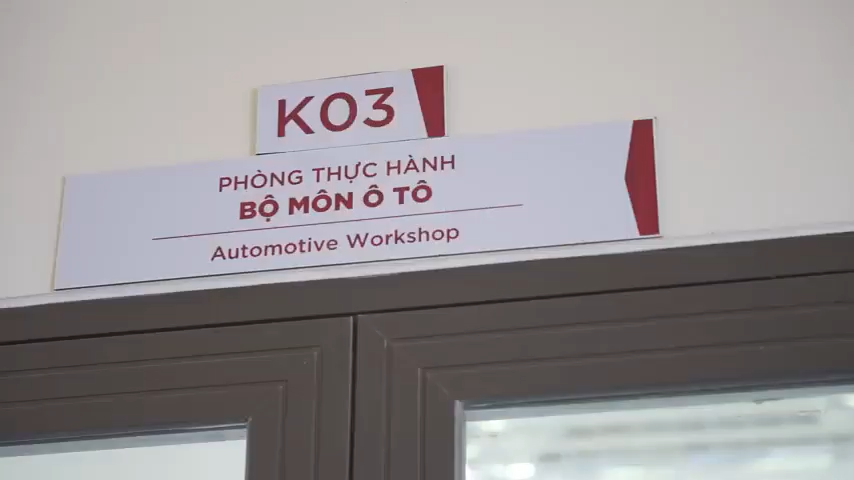 K03
PHÒNG THỰC HÀNH
BỘ MÔN Ô TÔ
Automotive Workshop